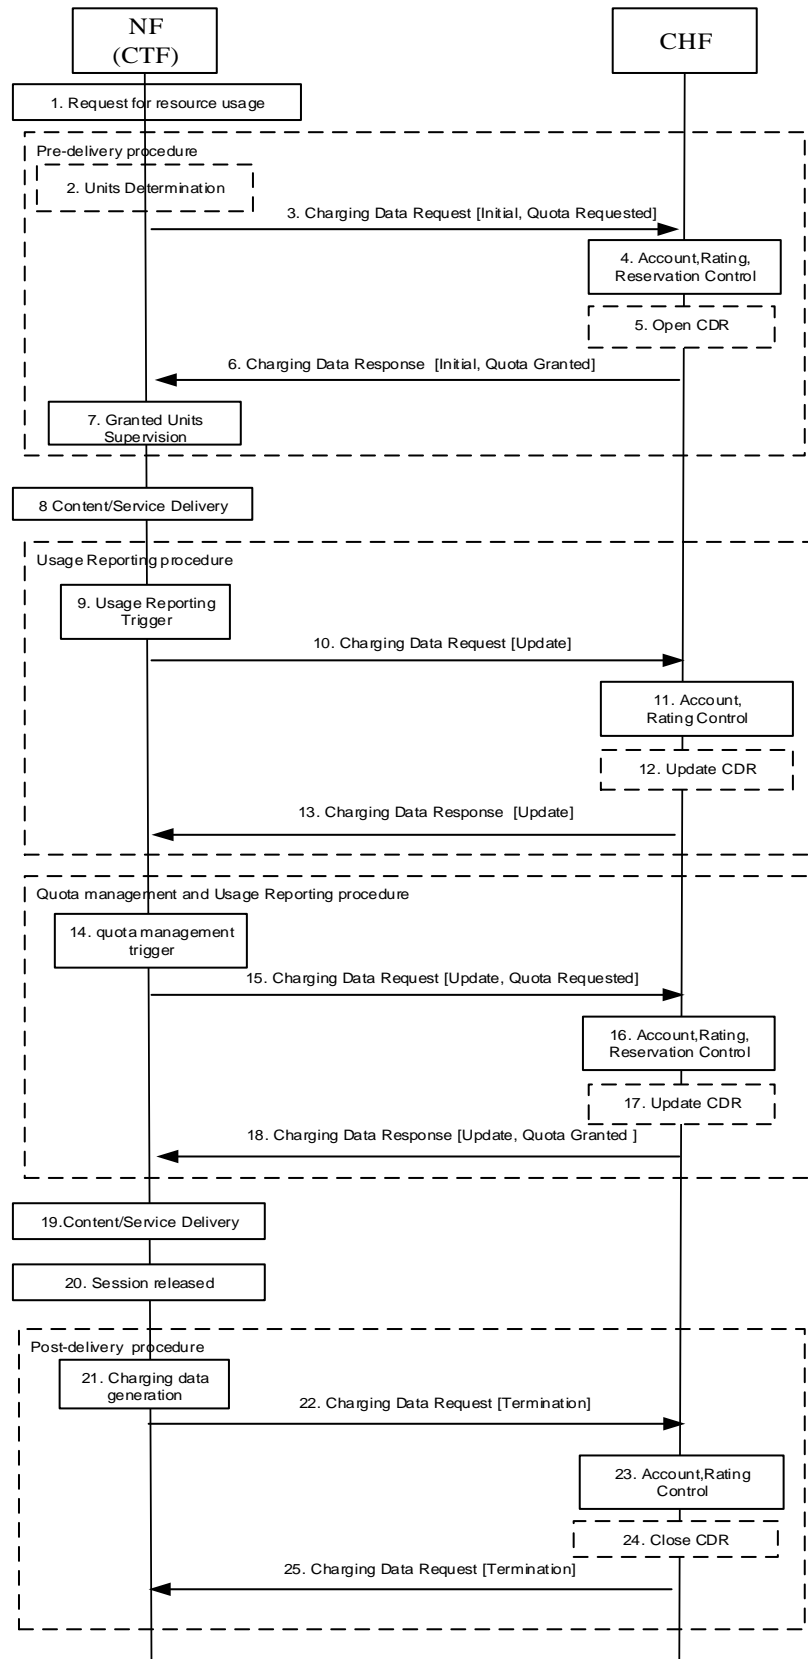 NF
(CTF)
CHF
1. Request for resource usage
Pre-delivery procedure
2. Units Determination
3. Charging Data Request [Initial, Quota Requested]
4. Account,Rating,
Reservation Control
5. Open CDR
6. Charging Data Response [Initial, Quota Granted]
7. Granted Units
Supervision
8 Content/Service Delivery
Usage Reporting procedure
9. Usage Reporting
Trigger
10. Charging Data Request [Update]
11. Account,
Rating Control
12. Update CDR
13. Charging Data Response [Update]
Quota management and Usage Reporting procedure
14. quota management
trigger
15. Charging Data Request [Update, Quota Requested]
16. Account,Rating,
Reservation Control
17. Update CDR
18. Charging Data Response [Update, Quota Granted ]
19.Content/Service Delivery
20. Session released
Post-delivery procedure
21. Charging data
generation
22. Charging Data Request [Termination]
23. Account,Rating
Control
24. Close CDR
25. Charging Data Request [Termination]